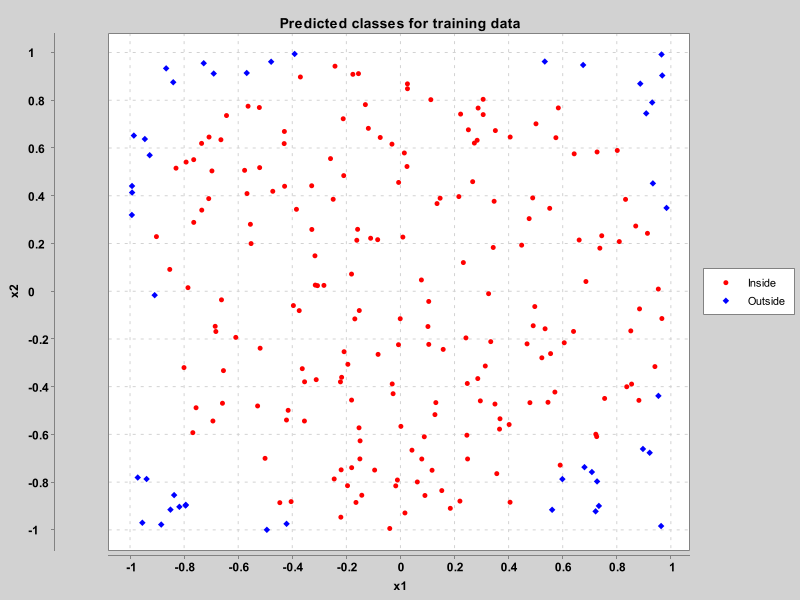 Predicted classes for training data
1
0.8
0.6
0.4
0.2
0
-0.2
-0.4
-0.6
-0.8
-1
x2
-1 -0.8 -0.6 -0.4 -0.2 0 0.2 0.4 0.6 0.8 1
x1
Inside
Outside